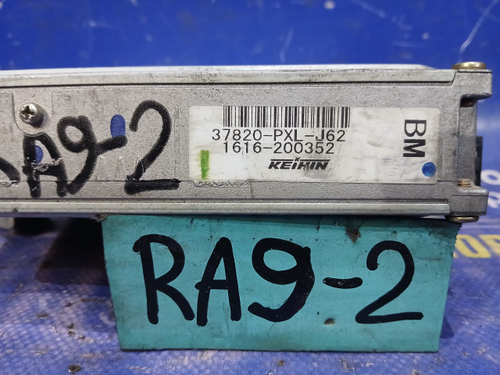 37820-PXL-J62
1616-200352
KEIHIN
BM
RA9-2
RA9-2